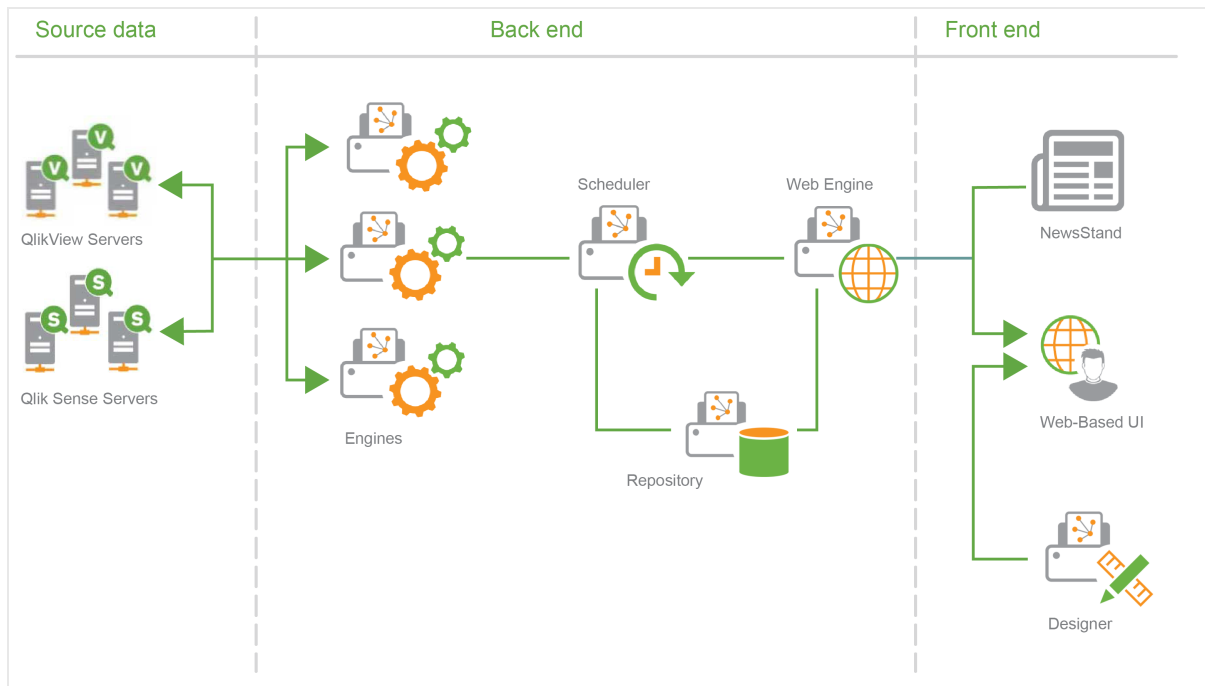 Source data
Back end
Front end
V
V
V
QlikView Servers
S
S
S
Qlik Sense Servers
Engines
Scheduler
Web Engine
Repository
NewsStand
Web-Based UI
Designer